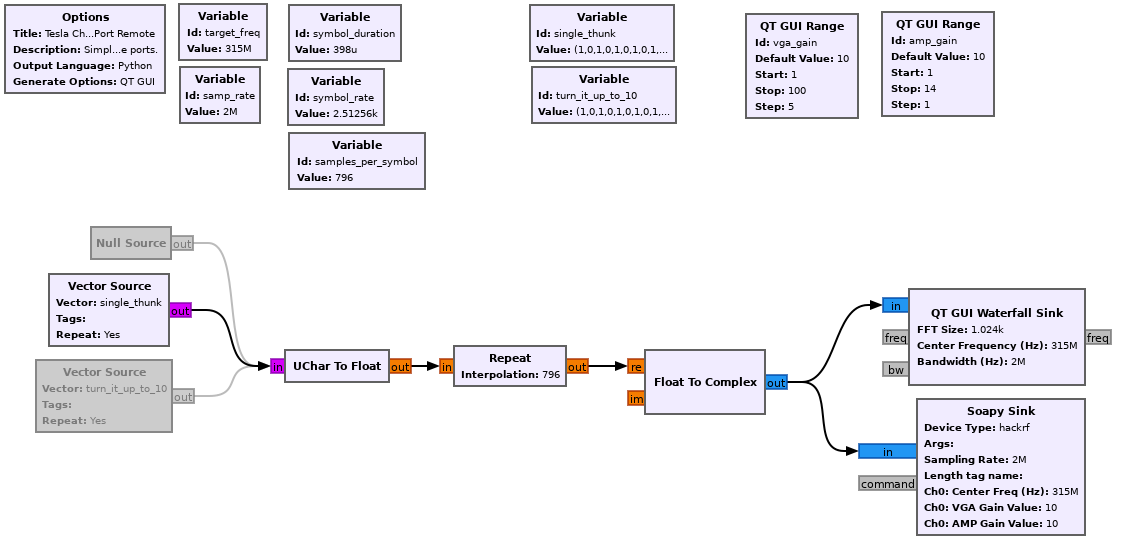 Options
Title: Tesla Ch...Port Remote
Description: Simpl...e ports.
Output Language: Python
Generate Options: QT GUI
Variable
Id: target_freq
Value: 315M
Variable
Id: samp_rate
Value: 2M
Variable
Id: symbol_duration
Value: 398u
Variable
Id: symbol_rate
Value: 2.51256k
Variable
Id: samples_per_symbol
Value: 796
Variable
Id: single_thunk
Value: (1,0,1,0,1,0,1,0,1,...
Variable
Id: turn_it_up_to_10
Value: (1,0,1,0,1,0,1,0,1,...
QT GUI Range
Id: vga_gain
Default Value: 10
Start: 1
Stop: 100
Step: 5
QT GUI Range
Id: amp_gain
Default Value: 10
Start: 1
Stop: 14
Step: 1
Null Source
out
Vector Source
Vector: single_thunk
Tags:
Repeat: Yes
out
Vector Source
Vector: turn_it_up_to_10
Tags:
Repeat: Yes
out
in
UChar To Float
out
in
Repeat
Interpolation: 796
out
re
im
Float To Complex
out
in
freq
bw
QT GUI Waterfall Sink
FFT Size: 1.024k
Center Frequency (Hz): 315M
Bandwidth (Hz): 2M
freq
in
command
Soapy Sink
Device Type: hackrf
Args:
Sampling Rate: 2M
Length tag name:
Ch0: Center Freq (Hz): 315M
Ch0: VGA Gain Value: 10
Ch0: AMP Gain Value: 10